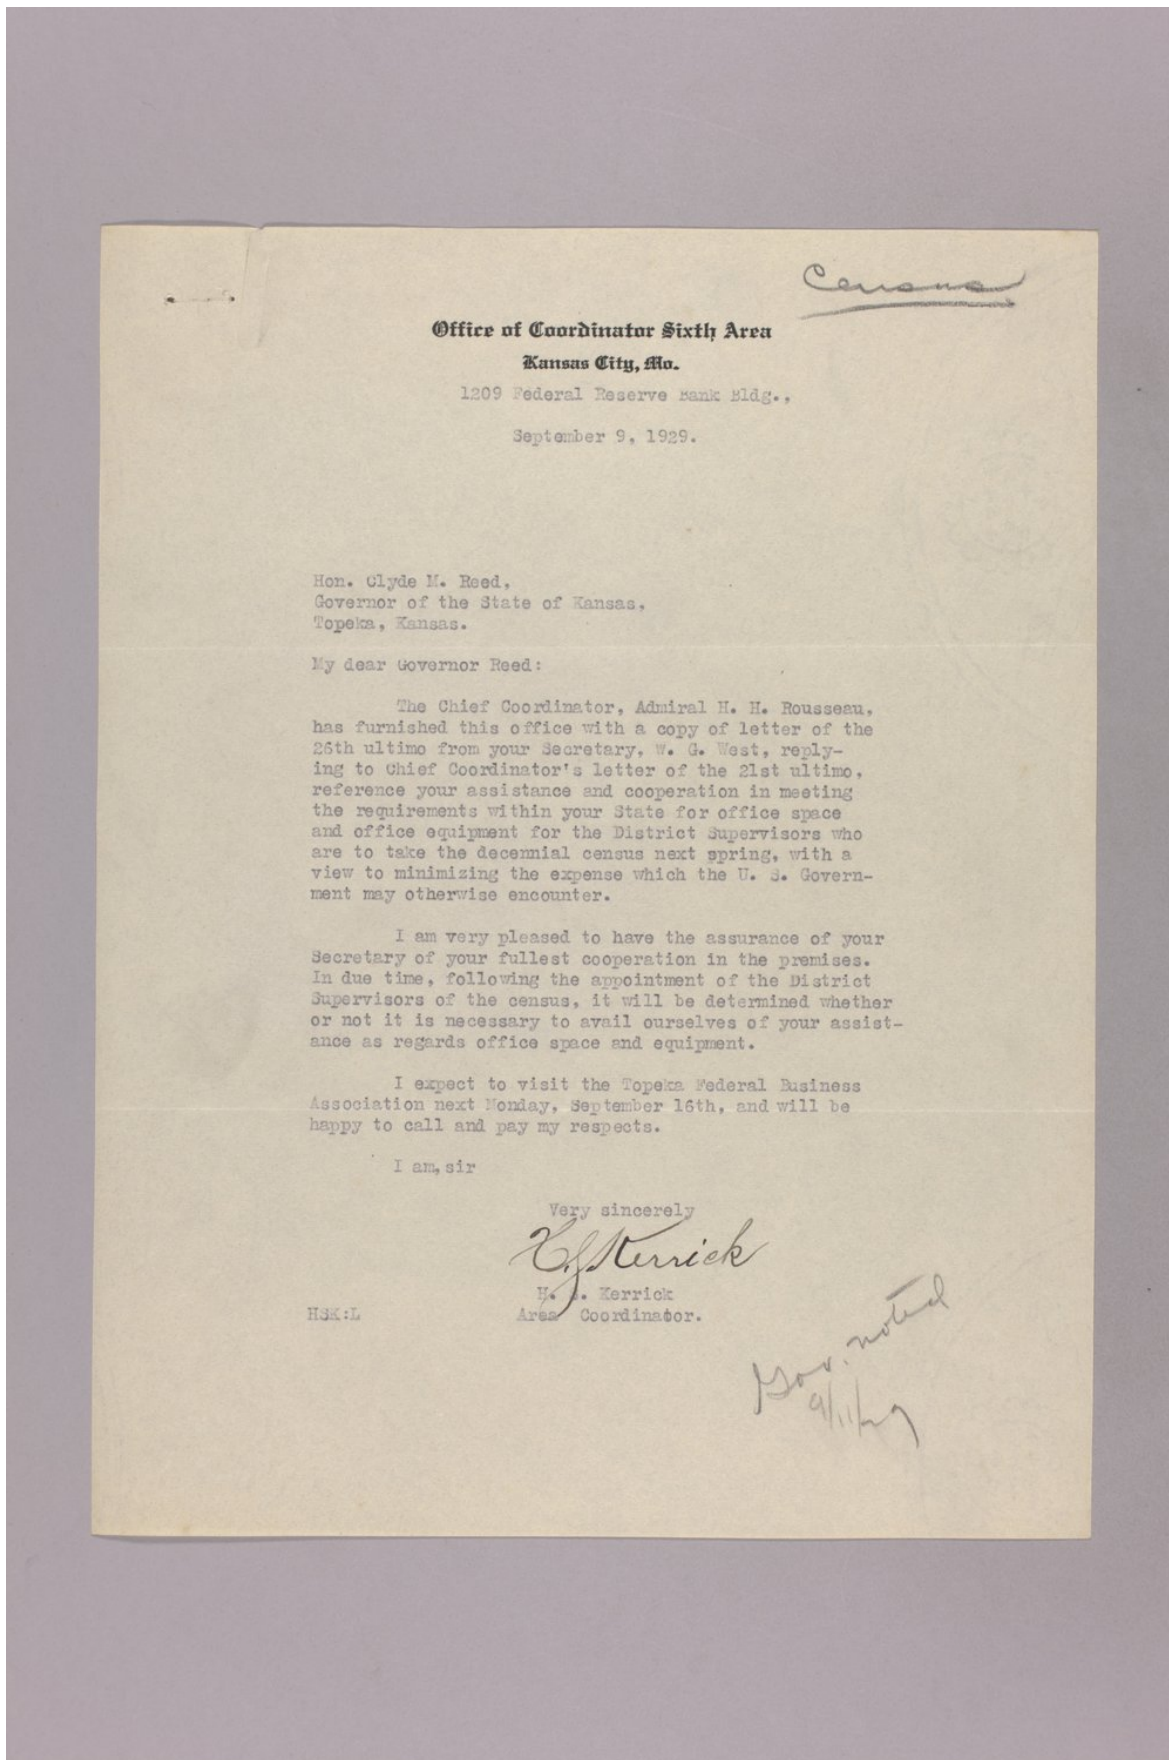 Census
Office of Coordinator Sixth Area
Kansas City, Mo.
1209 Federal Reserve Bank Bldg.,
September 9, 1929.
Hon. Clyde M. Reed,
Governor of the State of Kansas,
Topeka, Kansas.
My dear Governor Reed:
The Chief Coordinator, Admiral H. H. Rousseau,
has furnished this office with a copy of letter of the
26th ultimo from your Secretary, W. G. West, reply-
ing to Chief Coordinator's letter of the 21st ultimo,
reference your assistance and cooperation in meeting
the requirements within your State for office space
and office equipment for the District Supervisors who
are to take the decennial census next spring, with a
view to minimizing the expense which the U. S. Govern-
ment may otherwise encounter.
I am very pleased to have the assurance of your
Secretary of your fullest cooperation in the premises.
In due time, following the appointment of the District
Supervisors of the census, it will be determined whether
or not it is necessary to avail ourselves of your assist-
ance as regards office space and equipment.
I expect to visit the Topeka Federal Business
Association next Monday, September 16th, and will be
happy to call and pay my respects.
I am, sir
Very sincerely
H.S. Kerrick
H. S. Kerrick
HSK:L Area Coordinator.
Gov. noted
9/11/29